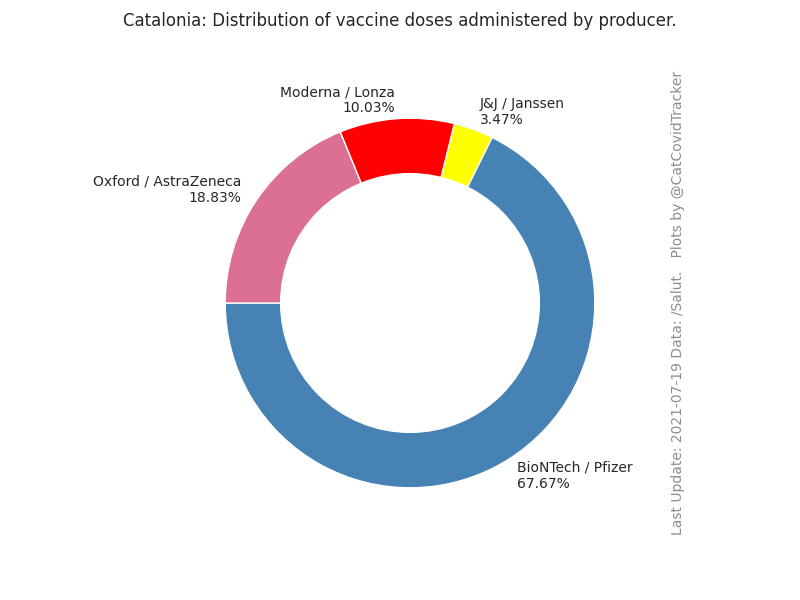 Catalonia: Distribution of vaccine doses administered by producer.
Moderna / Lonza
10.03%
J&J / Janssen
3.47%
Oxford / AstraZeneca
18.83%
BioNTech / Pfizer
67.67%
Last Update: 2021-07-19 Data: /Salut.   Plots by @CatCovidTracker